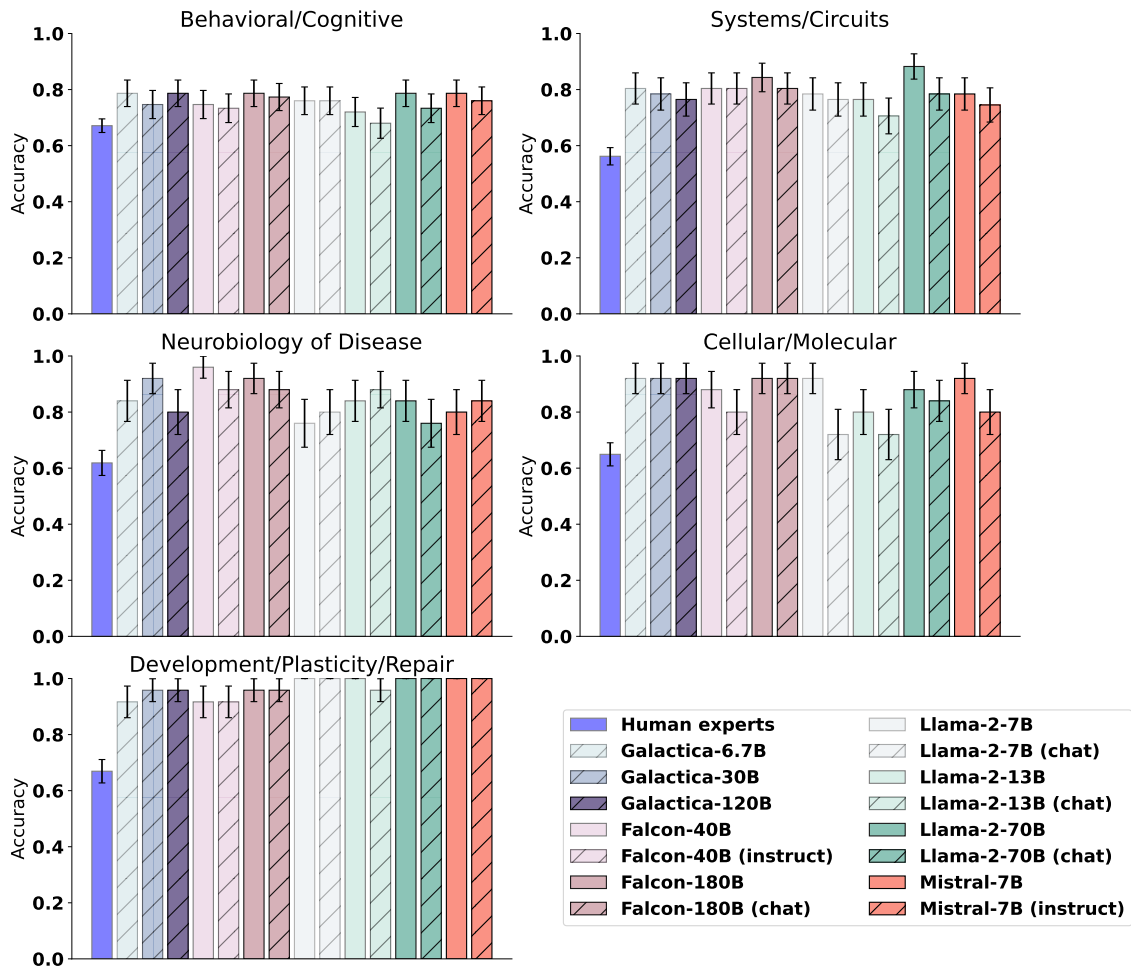 Behavioral/Cognitive
1.0
0.8
0.6
0.4
0.2
0.0
Accuracy
Systems/Circuits
1.0
0.8
0.6
0.4
0.2
0.0
Accuracy
Neurobiology of Disease
1.0
0.8
0.6
0.4
0.2
0.0
Accuracy
Cellular/Molecular
1.0
0.8
0.6
0.4
0.2
0.0
Accuracy
Development/Plasticity/Repair
1.0
0.8
0.6
0.4
0.2
0.0
Accuracy
Human experts
Galactica-6.7B
Galactica-30B
Galactica-120B
Falcon-40B
Falcon-40B (instruct)
Falcon-180B
Falcon-180B (chat)
Llama-2-7B
Llama-2-7B (chat)
Llama-2-13B
Llama-2-13B (chat)
Llama-2-70B
Llama-2-70B (chat)
Mistral-7B
Mistral-7B (instruct)